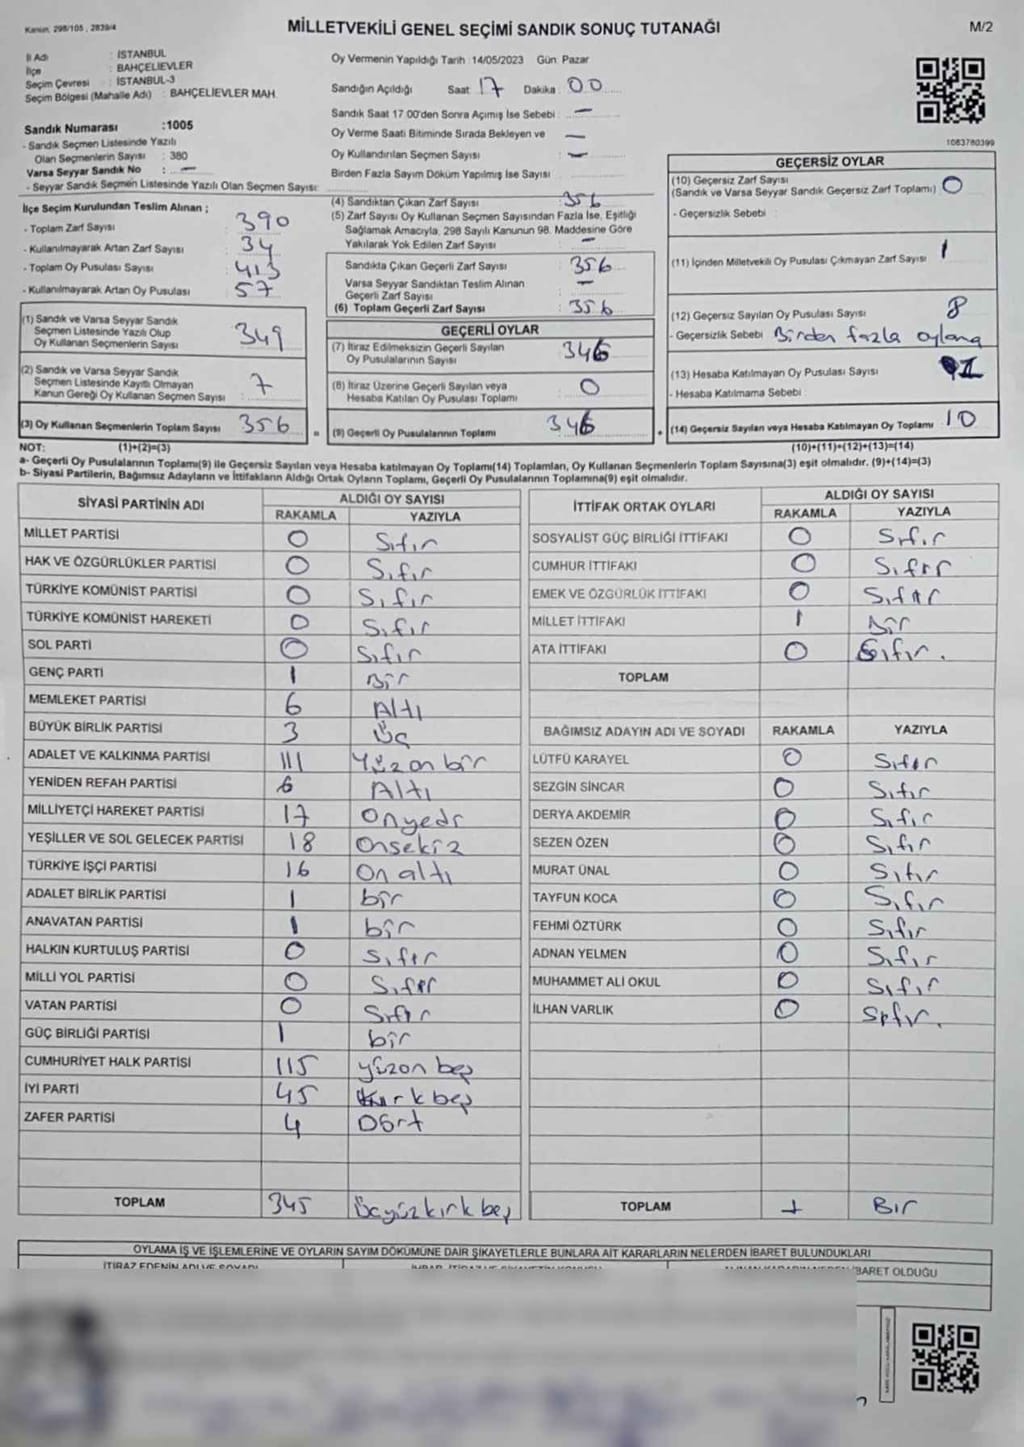 Kanun: 298/105 , 2839/4
MİLLETVEKİLİ GENEL SEÇİMİ SANDIK SONUÇ TUTANAĞI
M/2
İl Adı : İSTANBUL
İlçe : BAHÇELİEVLER
Seçim Çevresi : İSTANBUL-3
Seçim Bölgesi (Mahalle Adı) : BAHÇELİEVLER MAH.
Sandık Numarası :1005
- Sandık Seçmen Listesinde Yazılı
Olan Seçmenlerin Sayısı : 380
Varsa Seyyar Sandık No : —
- Seyyar Sandık Seçmen Listesinde Yazılı Olan Seçmen Sayısı:
İlçe Seçim Kurulundan Teslim Alınan ;
- Toplam Zarf Sayısı : 390
- Kullanılmayarak Artan Zarf Sayısı : 34
- Toplam Oy Pusulası Sayısı : 413
- Kullanılmayarak Artan Oy Pusulası : 57
(1) Sandık ve Varsa Seyyar Sandık
Seçmen Listesinde Yazılı Olup
Oy Kullanan Seçmenlerin Sayısı : 349
(2) Sandık ve Varsa Seyyar Sandık
Seçmen Listesinde Kayıtlı Olmayan
Kanun Gereği Oy Kullanan Seçmen Sayısı : 7
(3) Oy Kullanan Seçmenlerin Toplam Sayısı : 356
Oy Vermenin Yapıldığı Tarih :14/05/2023 Gün: Pazar
Sandığın Açıldığı Saat: 17 Dakika: 00
Sandık Saat 17:00'den Sonra Açımış İse Sebebi : —
Oy Verme Saati Bitiminde Sırada Bekleyen ve —
Oy Kullandırılan Seçmen Sayısı : —
Birden Fazla Sayım Döküm Yapılmış İse Sayısı :
(4) Sandıktan Çıkan Zarf Sayısı : 356
(5) Zarf Sayısı Oy Kullanan Seçmen Sayısından Fazla İse, Eşitliği
Sağlamak Amacıyla, 298 Sayılı Kanunun 98. Maddesine Göre
Yakılarak Yok Edilen Zarf Sayısı : —
Sandıkta Çıkan Geçerli Zarf Sayısı : 356
Varsa Seyyar Sandıktan Teslim Alınan
Geçerli Zarf Sayısı : —
(6) Toplam Geçerli Zarf Sayısı : 356
GEÇERLİ OYLAR
(7) İtiraz Edilmeksizin Geçerli Sayılan
Oy Pusulalarının Sayısı : 346
(8) İtiraz Üzerine Geçerli Sayılan veya
Hesaba Katılan Oy Pusulası Toplamı : 0
(9) Geçerli Oy Pusulalarının Toplamı : 346
1083780399
GEÇERSİZ OYLAR
(10) Geçersiz Zarf Sayısı
(Sandık ve Varsa Seyyar Sandık Geçersiz Zarf Toplamı) : 0
- Geçersizlik Sebebi :
(11) İçinden Milletvekili Oy Pusulası Çıkmayan Zarf Sayısı : 1
(12) Geçersiz Sayılan Oy Pusulası Sayısı : 8
- Geçersizlik Sebebi : Birden fazla oylana
(13) Hesaba Katılmayan Oy Pusulası Sayısı : 1
- Hesaba Katılmama Sebebi :
(14) Geçersiz Sayılan veya Hesaba Katılmayan Oy Toplamı : 10
NOT: (1)+(2)=(3) (10)+(11)+(12)+(13)=(14)
a- Geçerli Oy Pusulalarının Toplamı(9) ile Geçersiz Sayılan veya Hesaba katılmayan Oy Toplamı(14) Toplamları, Oy Kullanan Seçmenlerin Toplam Sayısına(3) eşit olmalıdır. (9)+(14)=(3)
b- Siyasi Partilerin, Bağımsız Adayların ve İttifakların Aldığı Ortak Oyların Toplamı, Geçerli Oy Pusulalarının Toplamına(9) eşit olmalıdır.
SİYASİ PARTİNİN ADI ALDIĞI OY SAYISI
RAKAMLA YAZIYLA
MİLLET PARTİSİ 0 Sıfır
HAK VE ÖZGÜRLÜKLER PARTİSİ 0 Sıfır
TÜRKİYE KOMÜNİST PARTİSİ 0 Sıfır
TÜRKİYE KOMÜNİST HAREKETİ 0 Sıfır
SOL PARTİ 0 Sıfır
GENÇ PARTİ 1 Bir
MEMLEKET PARTİSİ 6 Altı
BÜYÜK BİRLİK PARTİSİ 3 Üç
ADALET VE KALKINMA PARTİSİ 111 Yüzonbir
YENİDEN REFAH PARTİSİ 6 Altı
MİLLİYETÇİ HAREKET PARTİSİ 17 Onyedi
YEŞİLLER VE SOL GELECEK PARTİSİ 18 Onsekiz
TÜRKİYE İŞÇİ PARTİSİ 16 On altı
ADALET BİRLİK PARTİSİ 1 bir
ANAVATAN PARTİSİ 1 bir
HALKIN KURTULUŞ PARTİSİ 0 Sıfır
MİLLİ YOL PARTİSİ 0 Sıfır
VATAN PARTİSİ 0 Sıfır
GÜÇ BİRLİĞİ PARTİSİ 1 bir
CUMHURİYET HALK PARTİSİ 115 yüzon beş
İYİ PARTİ 45 kırk beş
ZAFER PARTİSİ 4 Dört
TOPLAM 345 Üçyüzkırk beş
İTTİFAK ORTAK OYLARI ALDIĞI OY SAYISI
RAKAMLA YAZIYLA
SOSYALİST GÜÇ BİRLİĞİ İTTİFAKI 0 Sıfır
CUMHUR İTTİFAKI 0 Sıfır
EMEK VE ÖZGÜRLÜK İTTİFAKI 0 Sıfır
MİLLET İTTİFAKI 1 Bir
ATA İTTİFAKI 0 Sıfır.
TOPLAM
BAĞIMSIZ ADAYIN ADI VE SOYADI RAKAMLA YAZIYLA
LÜTFÜ KARAYEL 0 Sıfır
SEZGİN SİNCAR 0 Sıfır
DERYA AKDEMİR 0 Sıfır
SEZEN ÖZEN 0 Sıfır
MURAT ÜNAL 0 Sıfır
TAYFUN KOCA 0 Sıfır
FEHMİ ÖZTÜRK 0 Sıfır
ADNAN YELMEN 0 Sıfır
MUHAMMET ALİ OKUL 0 Sıfır
İLHAN VARLIK 0 Sıfır.
TOPLAM 1 Bir
OYLAMA İŞ VE İŞLEMLERİNE VE OYLARIN SAYIM DÖKÜMÜNE DAİR ŞİKAYETLERLE BUNLARA AİT KARARLARIN NELERDEN İBARET BULUNDUKLARI
İTİRAZ EDENİN ADI VE SOYADI
İBARET OLDUĞU